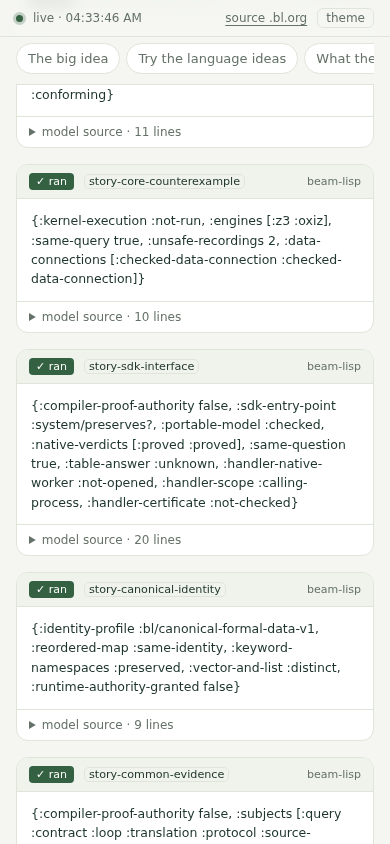 live · 04:33:46 AM source .bl.org theme
The big idea Try the language ideas What the
:conforming}
▶ model source · 11 lines
✓ ran story-core-counterexample beam-lisp
{:kernel-execution :not-run, :engines [:z3 :oxiz],
:same-query true, :unsafe-recordings 2, :data-
connections [:checked-data-connection :checked-
data-connection]}
▶ model source · 10 lines
✓ ran story-sdk-interface beam-lisp
{:compiler-proof-authority false, :sdk-entry-point
:system/preserves?, :portable-model :checked,
:native-verdicts [:proved :proved], :same-question
true, :table-answer :unknown, :handler-native-
worker :not-opened, :handler-scope :calling-
process, :handler-certificate :not-checked}
▶ model source · 20 lines
✓ ran story-canonical-identity beam-lisp
{:identity-profile :bl/canonical-formal-data-v1,
:reordered-map :same-identity, :keyword-
namespaces :preserved, :vector-and-list :distinct,
:runtime-authority-granted false}
▶ model source · 9 lines
✓ ran story-common-evidence beam-lisp
{:compiler-proof-authority false, :subjects [:query
:contract :loop :translation :protocol :source-